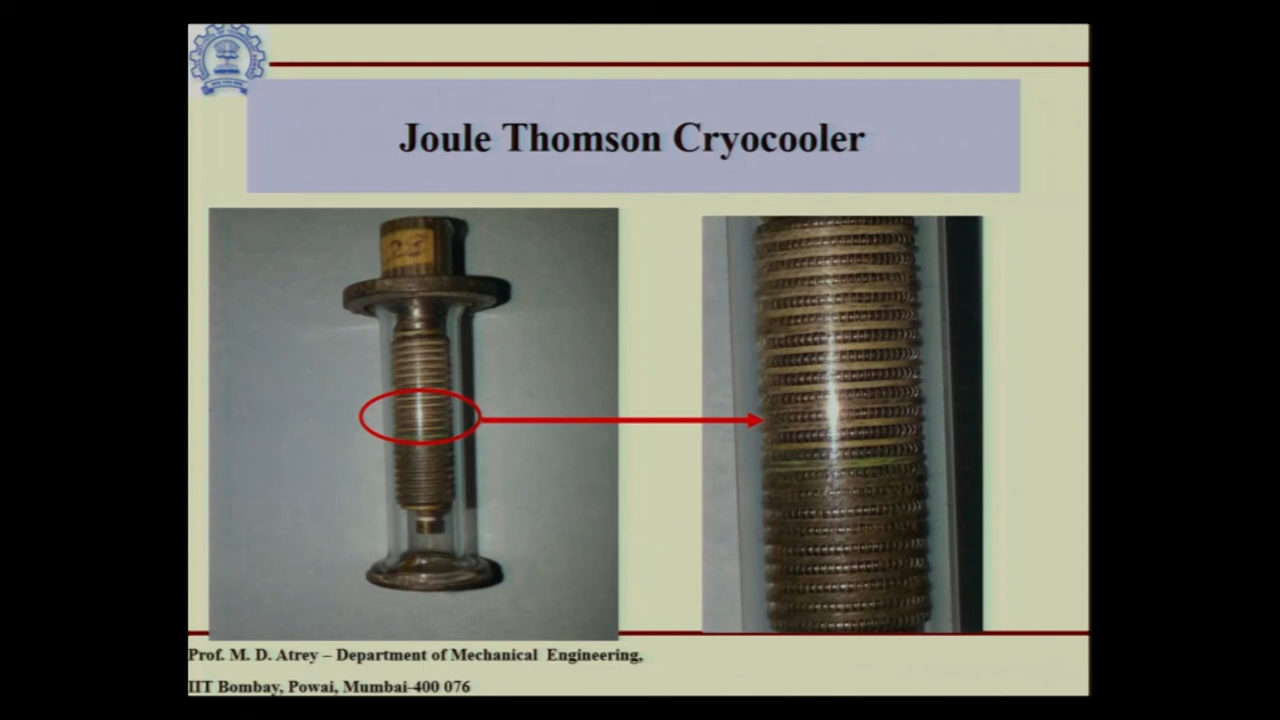 Joule Thomson Cryocooler
Prof. M. D. Atrey – Department of Mechanical Engineering,
IIT Bombay, Powai, Mumbai-400 076